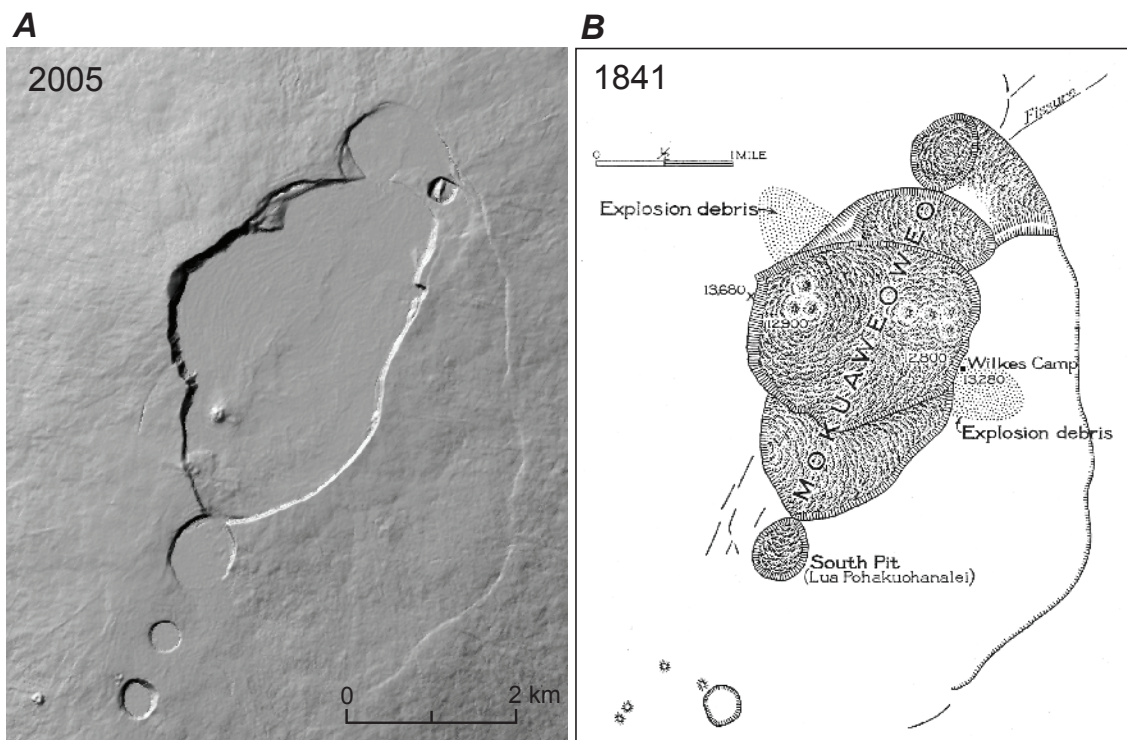 A
2005
0 2 km
B
1841
Fissure
0 ½ 1 MILE
Explosion debris
MOKUAWEOWEO
13,680
12,900
12,800
Wilkes Camp
13,280
Explosion debris
South Pit
(Lua Pohakuohanalei)